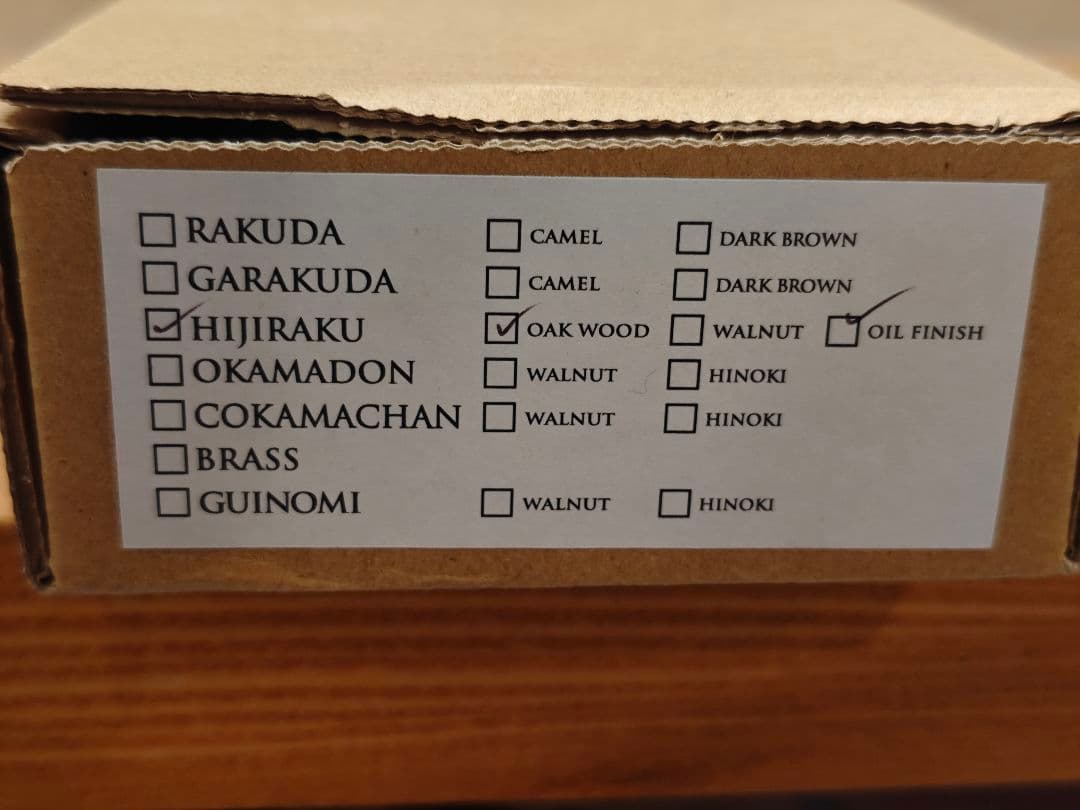 ☐ RAKUDA ☐ CAMEL ☐ DARK BROWN
☐ GARAKUDA ☐ CAMEL ☐ DARK BROWN
☑ HIJIRAKU ☑ OAK WOOD ☐ WALNUT ☑ OIL FINISH
☐ OKAMADON ☐ WALNUT ☐ HINOKI
☐ COKAMACHAN ☐ WALNUT ☐ HINOKI
☐ BRASS
☐ GUINOMI ☐ WALNUT ☐ HINOKI